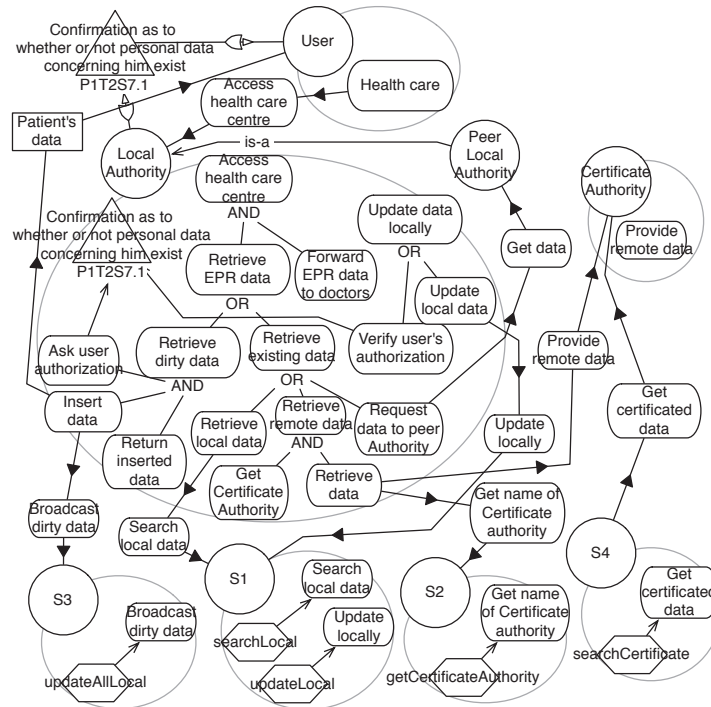 Confirmation as to
whether or not personal data
concerning him exist
P1T2S7.1
User
Health care
Access
health care
centre
Patient's
data
Local
Authority
is-a
Peer
Local
Authority
Certificate
Authority
Provide
remote data
Access
health care
centre
AND
Confirmation as to
whether or not personal data
concerning him exist
P1T2S7.1
Update data
locally
OR
Get data
Retrieve
EPR data
Forward
EPR data
to doctors
Update
local data
OR
Ask user
authorization
Retrieve
dirty data
Retrieve
existing data
Verify user's
authorization
Provide
remote data
AND
OR
Insert
data
Retrieve
local data
Retrieve
remote data
AND
Request
data to peer
Authority
Update
locally
Get
certificated
data
Return
inserted
data
Get
Certificate
Authority
Retrieve
data
Broadcast
dirty data
Search
local data
Get name of
Certificate
authority
S3
S1
S2
S4
Broadcast
dirty data
updateAllLocal
Search
local data
searchLocal
Update
locally
updateLocal
Get name
of Certificate
authority
getCertificateAuthority
Get
certificated
data
searchCertificate